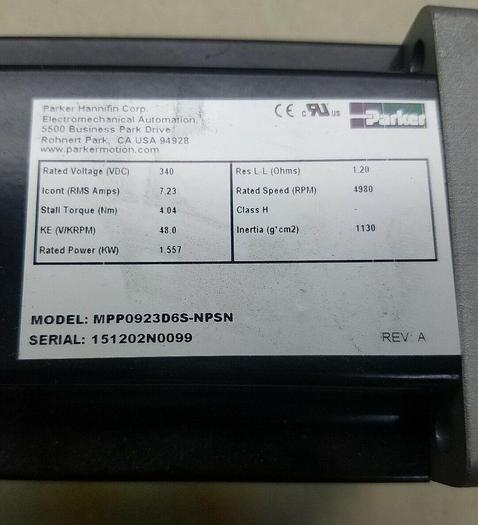 Parker Hannifin Corp.
Electromechanical Automation
5500 Business Park Drive
Rohnert Park, CA USA 94928
www.parkermotion.com
CE c RU us Parker
Rated Voltage (VDC) 340 Res L-L (Ohms) 1.20
Icont (RMS Amps) 7.23 Rated Speed (RPM) 4980
Stall Torque (Nm) 4.04 Class H -
KE (V/KRPM) 48.0 Inertia (g*cm2) 1130
Rated Power (KW) 1.557
MODEL: MPP0923D6S-NPSN
SERIAL: 151202N0099 REV: A